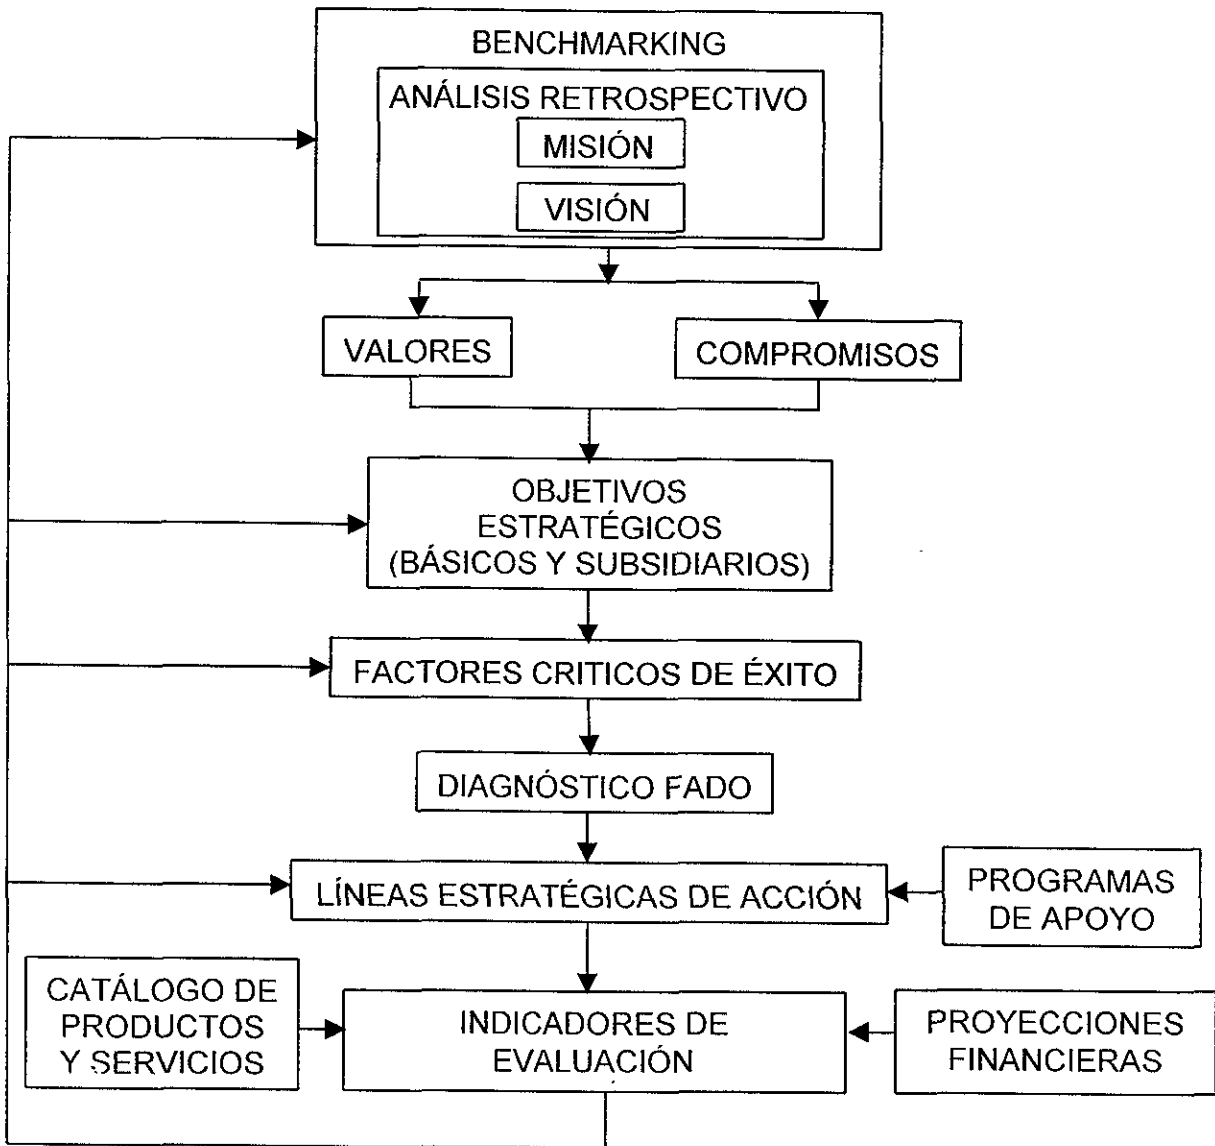 BENCHMARKING
ANÁLISIS RETROSPECTIVO
MISIÓN
VISIÓN
VALORES
COMPROMISOS
OBJETIVOS
ESTRATÉGICOS
(BÁSICOS Y SUBSIDIARIOS)
FACTORES CRITICOS DE ÉXITO
DIAGNÓSTICO FADO
LÍNEAS ESTRATÉGICAS DE ACCIÓN
PROGRAMAS
DE APOYO
CATÁLOGO DE
PRODUCTOS
Y SERVICIOS
INDICADORES DE
EVALUACIÓN
PROYECCIONES
FINANCIERAS